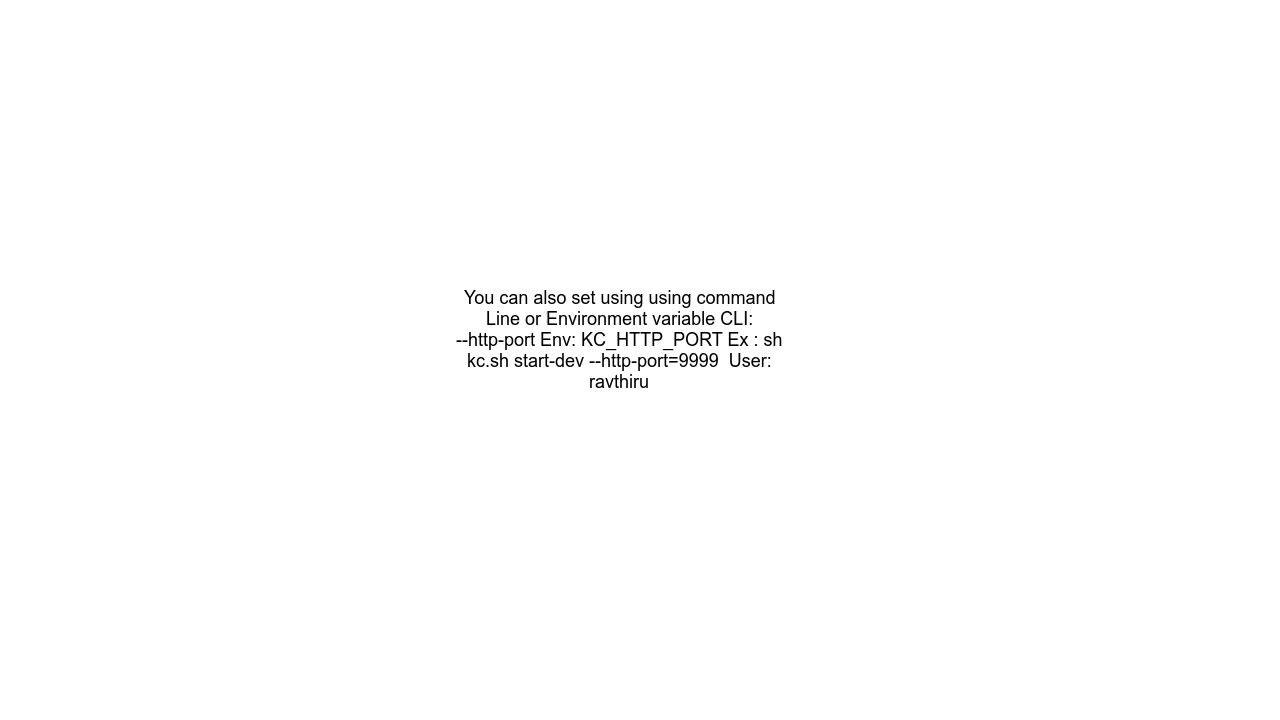 You can also set using using command
Line or Environment variable CLI:
--http-port Env: KC_HTTP_PORT Ex : sh
kc.sh start-dev --http-port=9999  User:
ravthiru